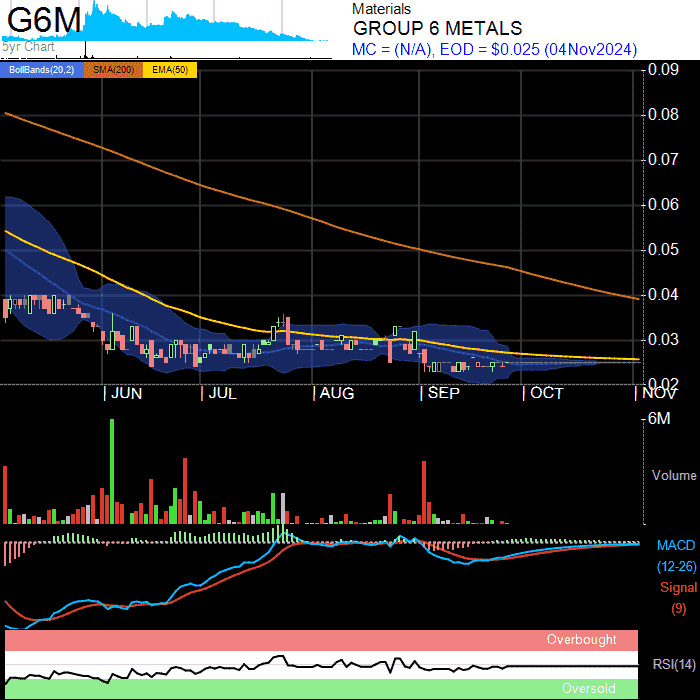 G6M
5yr Chart
Materials
GROUP 6 METALS
MC = (N/A), EOD = $0.025 (04Nov2024)
BollBands(20,2) SMA(200) EMA(50)
0.09
0.08
0.07
0.06
0.05
0.04
0.03
0.02
JUN JUL AUG SEP OCT NOV
6M
Volume
MACD
(12-26)
Signal
(9)
Overbought
RSI(14)
Oversold